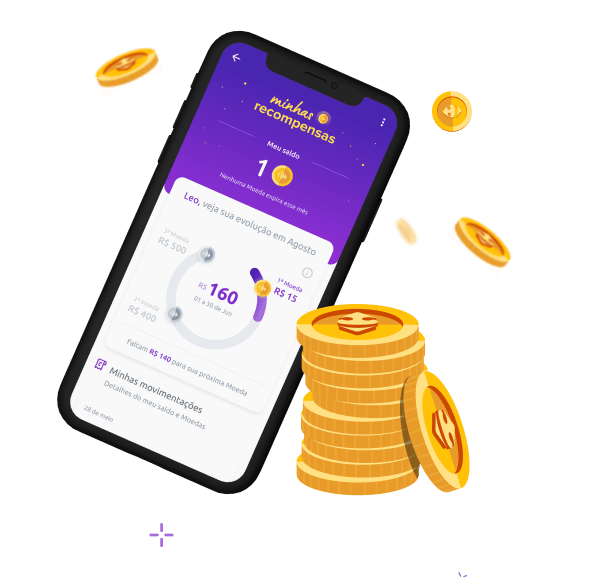 minhas
recompensas
Meu saldo
1
Nenhuma Moeda expira esse mês
Leo, veja sua evolução em Agosto
3ª Moeda
R$ 500
1ª Moeda
R$ 15
R$ 160
01 a 30 de Jun
2ª Moeda
R$ 400
Faltam R$ 140 para sua próxima Moeda
Minhas movimentações
Detalhes do meu saldo e Moedas
28 de maio